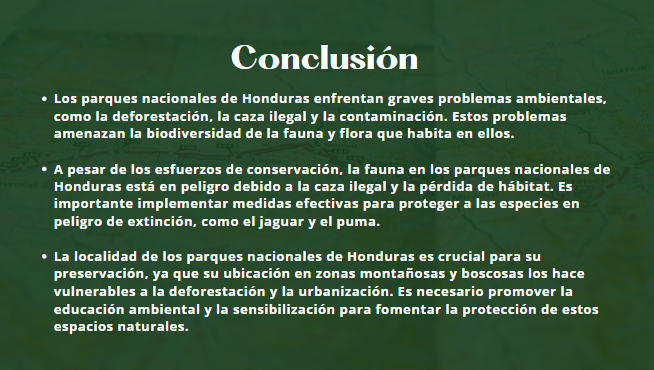 Conclusión
• Los parques nacionales de Honduras enfrentan graves problemas ambientales,
como la deforestación, la caza ilegal y la contaminación. Estos problemas
amenazan la biodiversidad de la fauna y flora que habita en ellos.
• A pesar de los esfuerzos de conservación, la fauna en los parques nacionales de
Honduras está en peligro debido a la caza ilegal y la pérdida de hábitat. Es
importante implementar medidas efectivas para proteger a las especies en
peligro de extinción, como el jaguar y el puma.
• La localidad de los parques nacionales de Honduras es crucial para su
preservación, ya que su ubicación en zonas montañosas y boscosas los hace
vulnerables a la deforestación y la urbanización. Es necesario promover la
educación ambiental y la sensibilización para fomentar la protección de estos
espacios naturales.